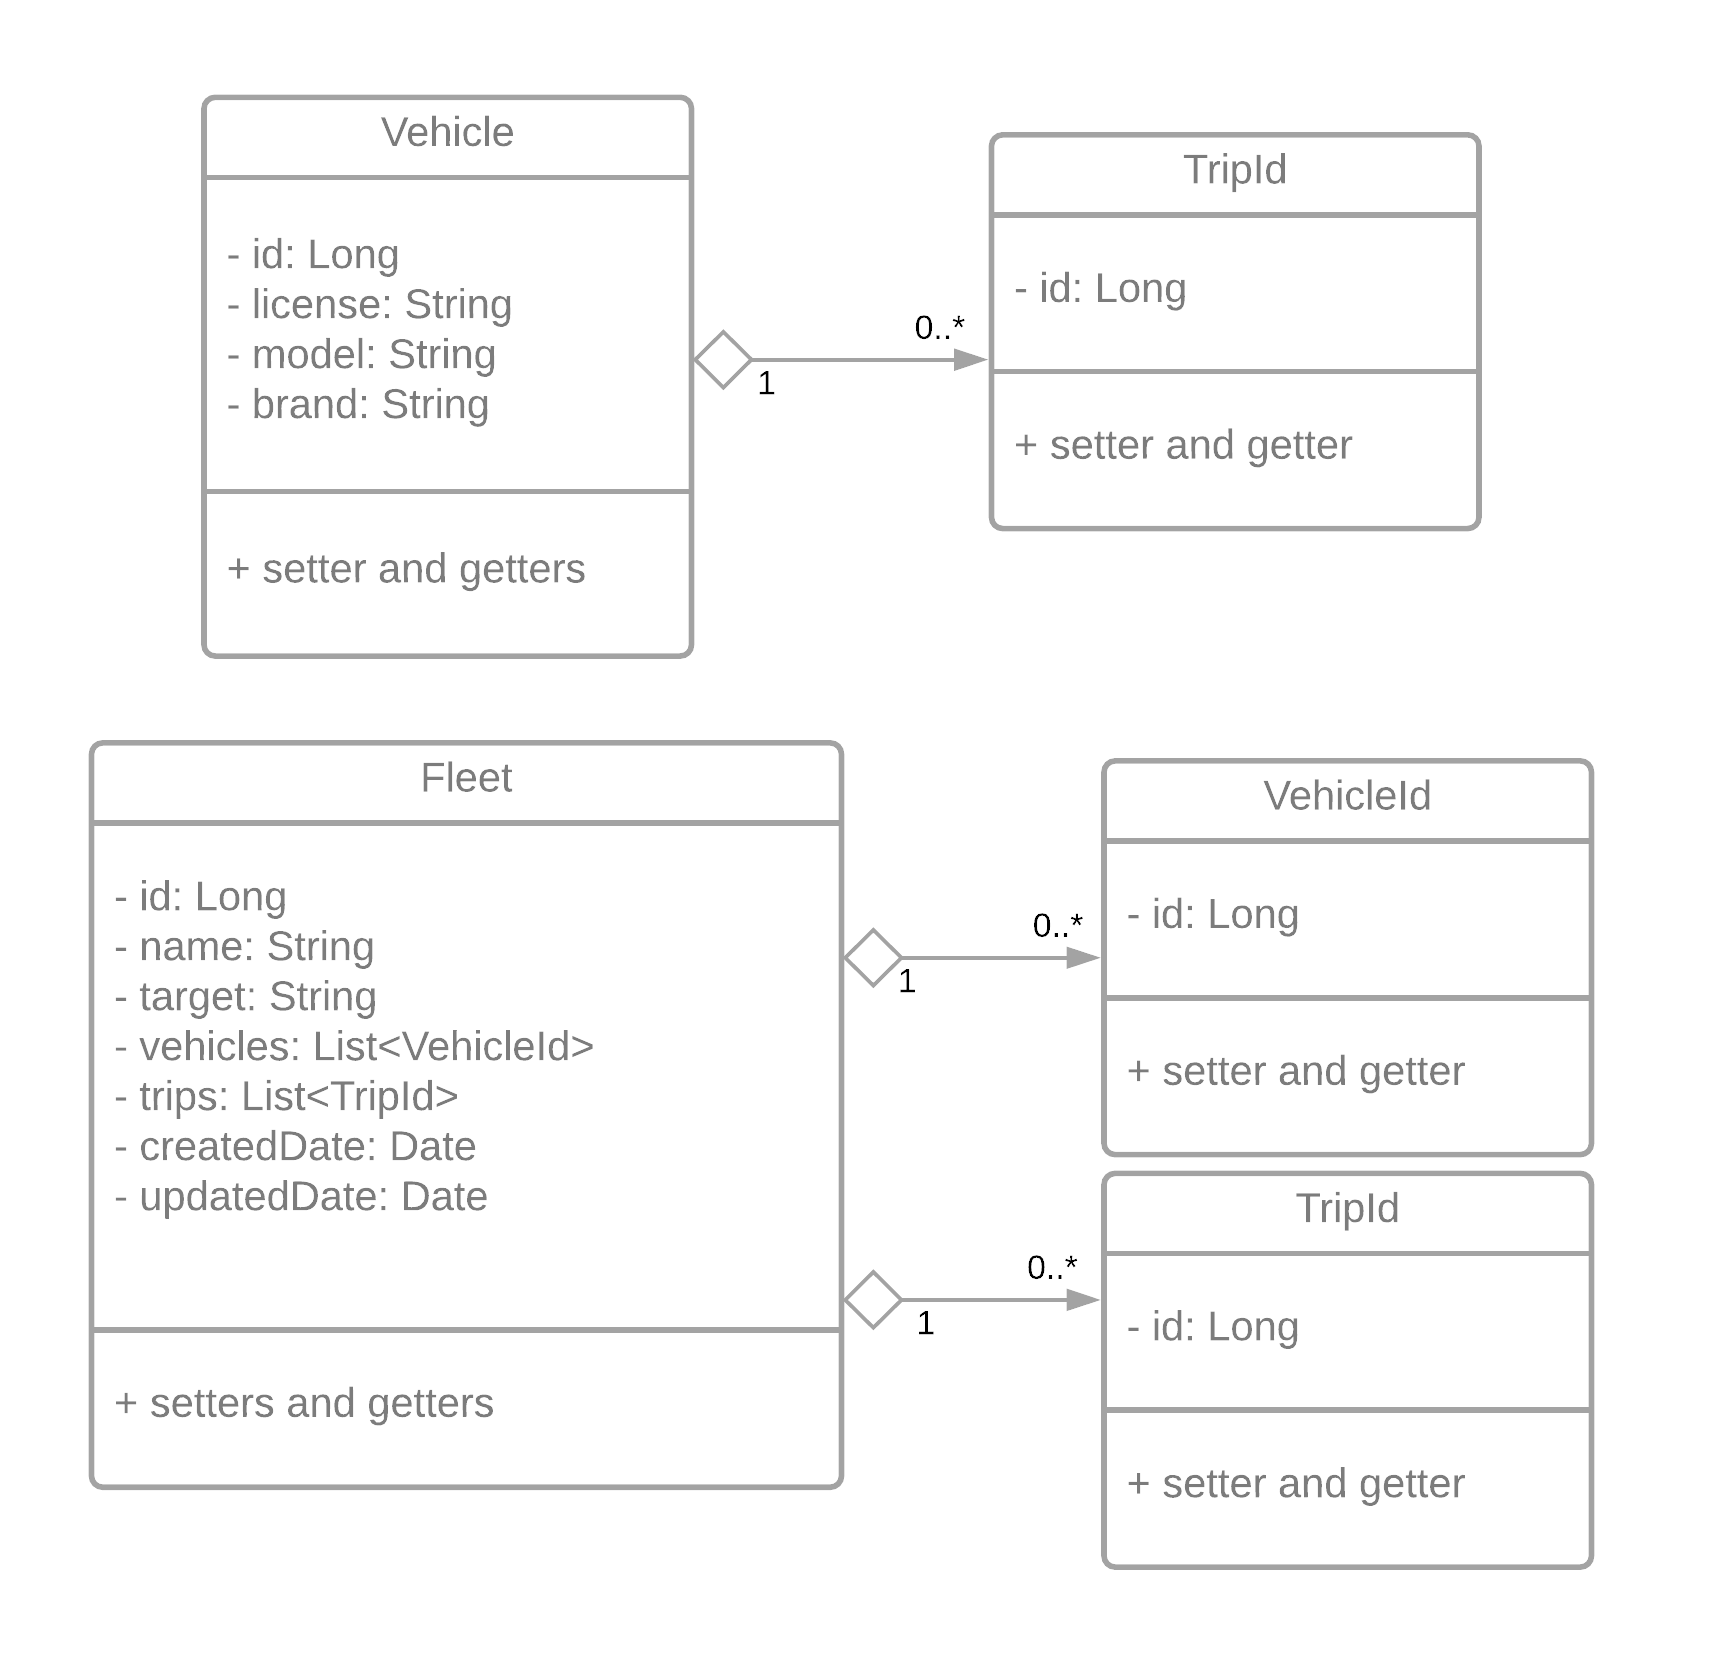 Vehicle
- id: Long
- license: String
- model: String
- brand: String
+ setter and getters
1
0..*
TripId
- id: Long
+ setter and getter
Fleet
- id: Long
- name: String
- target: String
- vehicles: List<VehicleId>
- trips: List<TripId>
- createdDate: Date
- updatedDate: Date
+ setters and getters
1
0..*
VehicleId
- id: Long
+ setter and getter
1
0..*
TripId
- id: Long
+ setter and getter